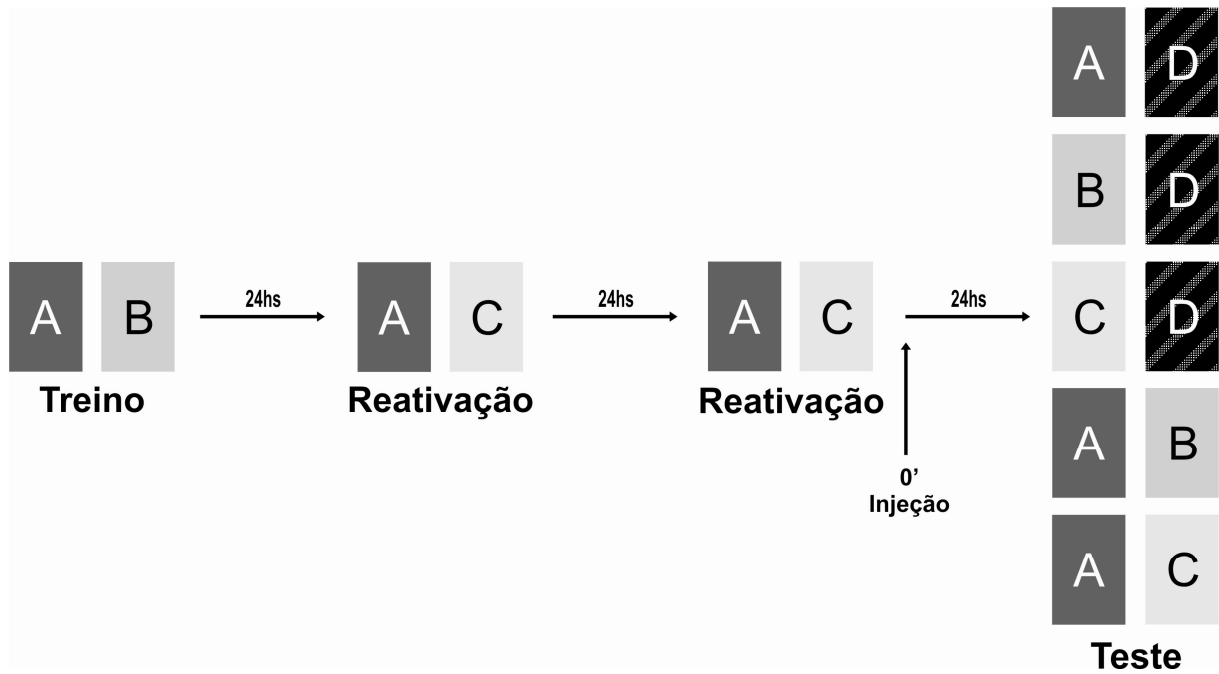 A D
B D
A B
24hs
A C
24hs
A C
24hs
C D
Treino
Reativação
Reativação
A B
0’
Injeção
A C
Teste